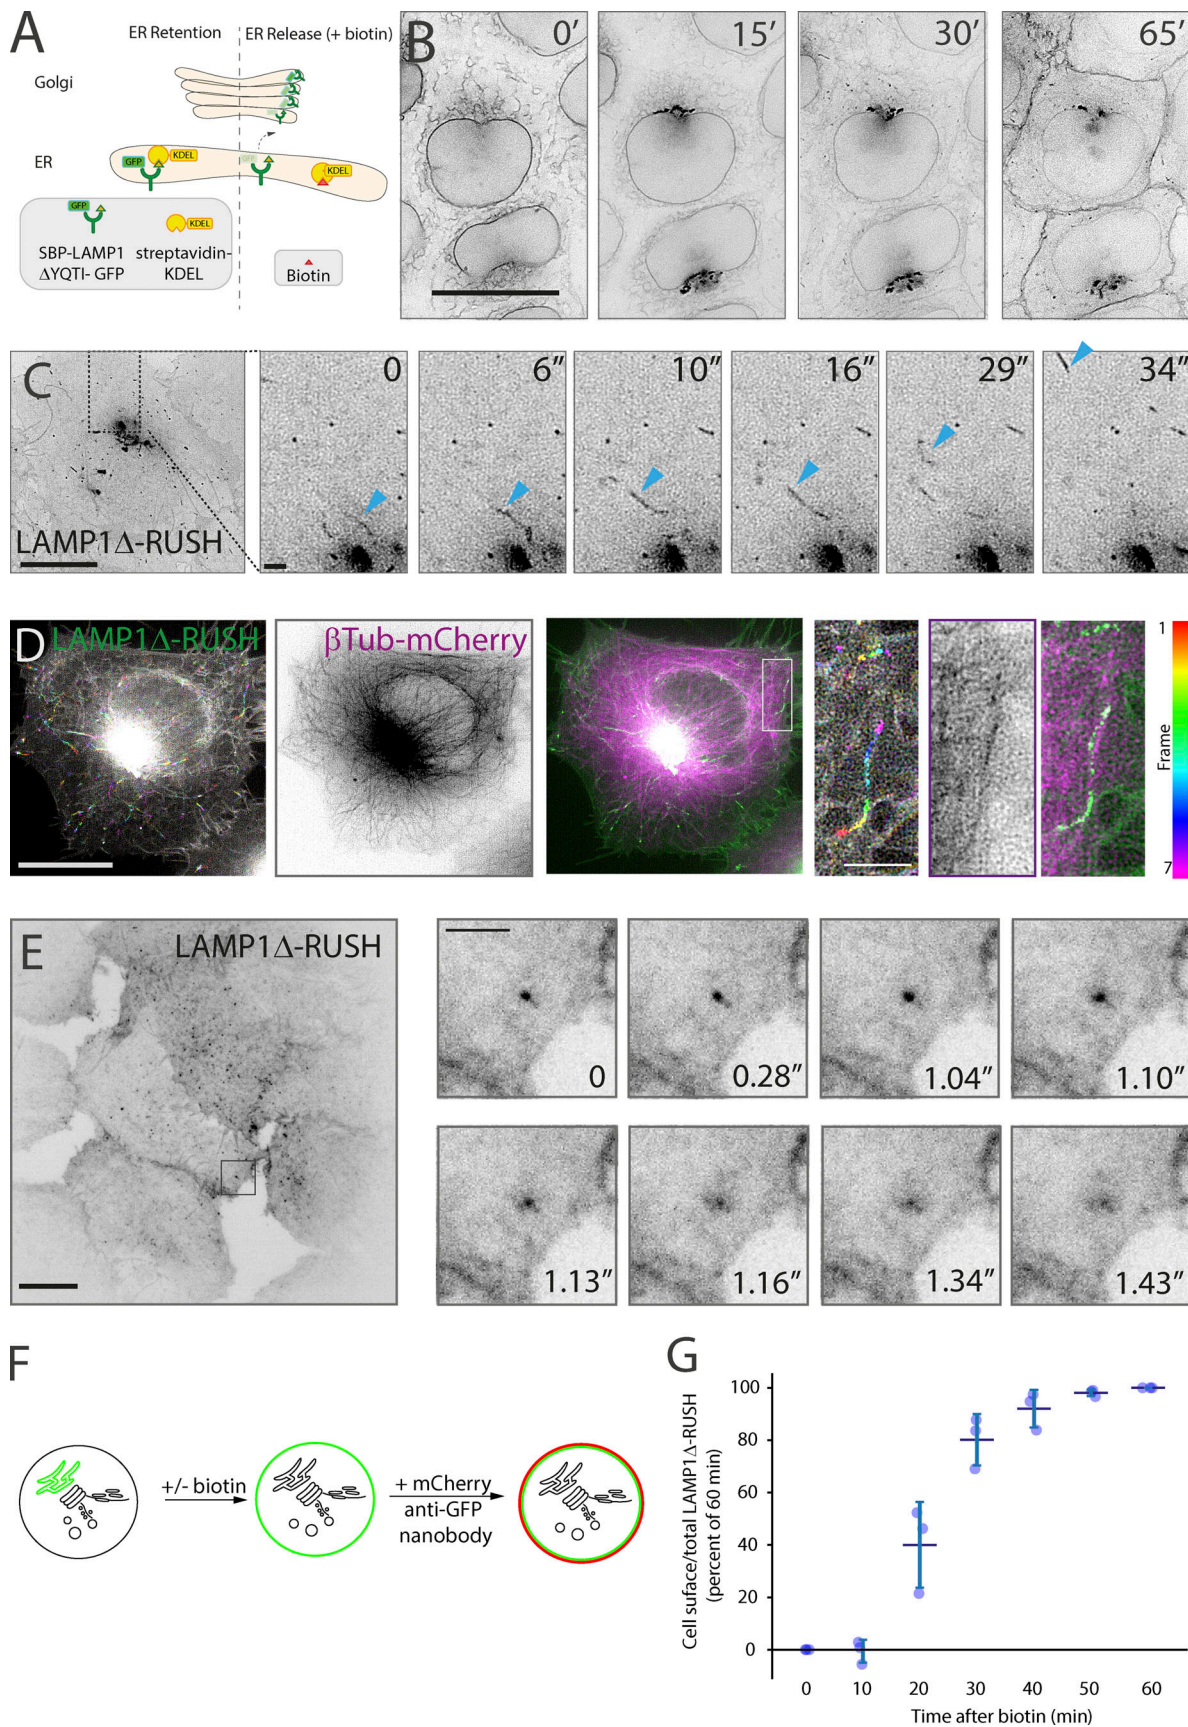 A
ER Retention
ER Release (+ biotin)
Golgi
ER
GFP
KDEL
GFP
KDEL
GFP
KDEL
SBP-LAMP1
ΔYQTI- GFP
streptavidin-
KDEL
Biotin
B
0′
15′
30′
65′
C
LAMP1Δ-RUSH
0
6″
10″
16″
29″
34″
D
LAMP1Δ-RUSH
βTub-mCherry
1
Frame
7
E
LAMP1Δ-RUSH
0
0.28″
1.04″
1.10″
1.13″
1.16″
1.34″
1.43″
F
+/- biotin
+ mCherry
anti-GFP
nanobody
G
Cell suface/total LAMP1Δ-RUSH
(percent of 60 min)
100
80
60
40
20
0
0 10 20 30 40 50 60
Time after biotin (min)